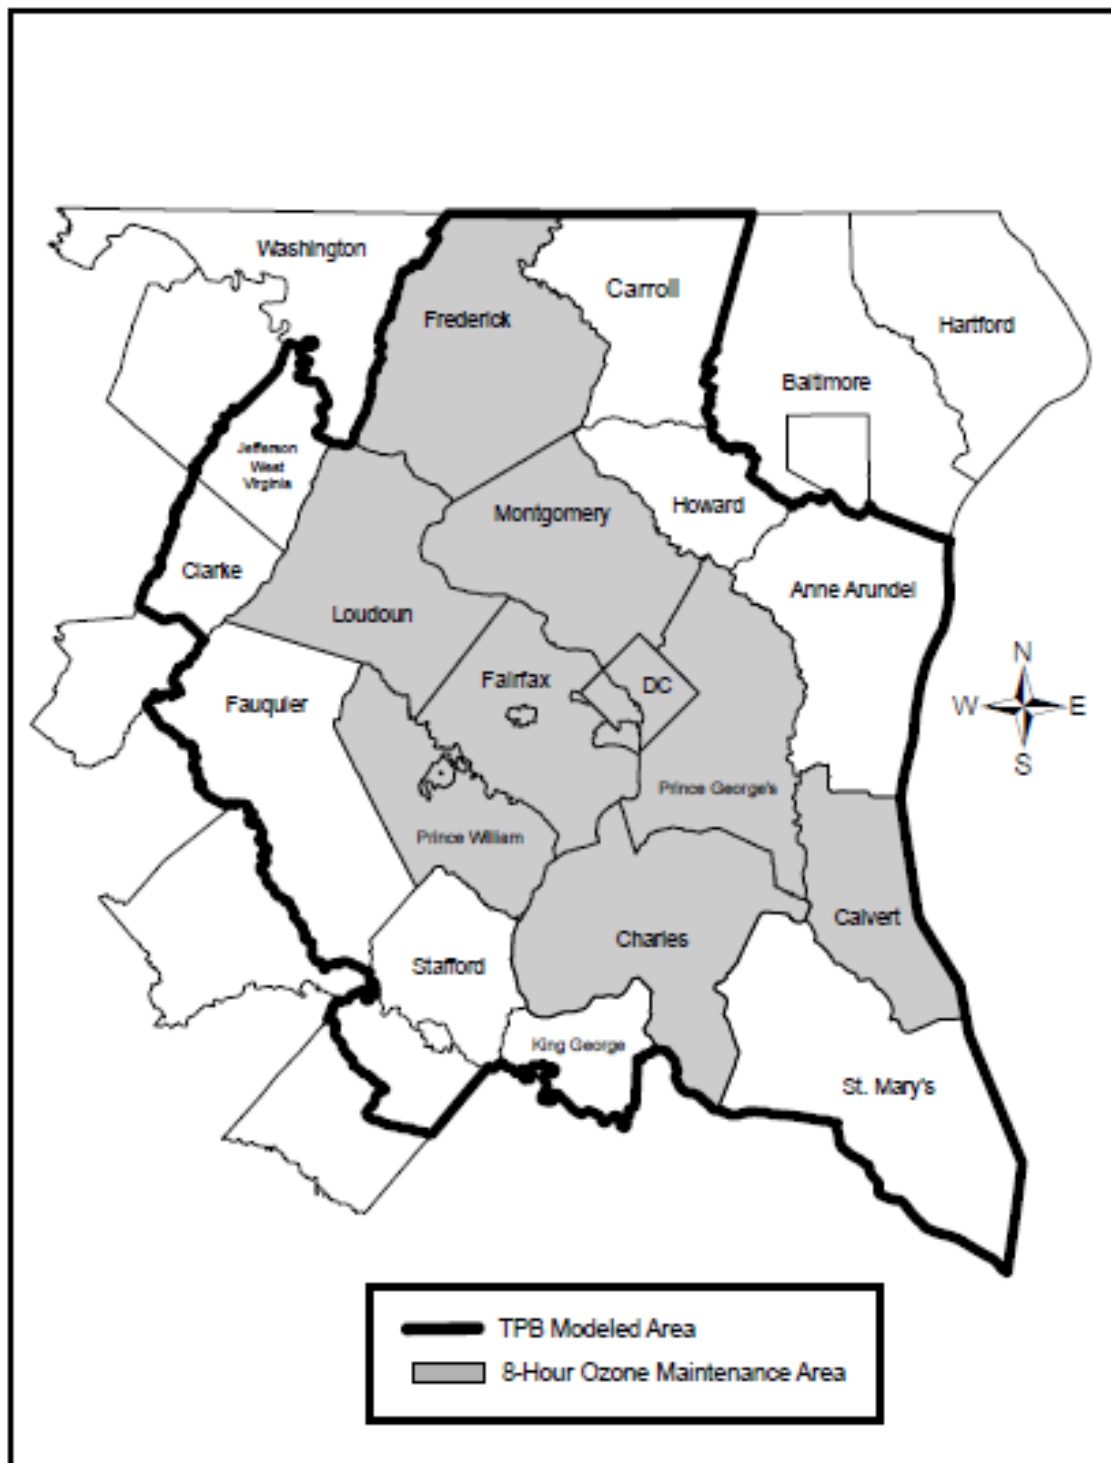 Washington
Carroll
Frederick
Hartford
Baltimore
Jefferson
West
Virginia
Howard
Montgomery
Clarke
Anne Arundel
Loudoun
N
Fairfax
DC
Fauquier
W
E
S
Prince George's
Prince William
Calvert
Charles
Stafford
King George
St. Mary's
TPB Modeled Area
8-Hour Ozone Maintenance Area